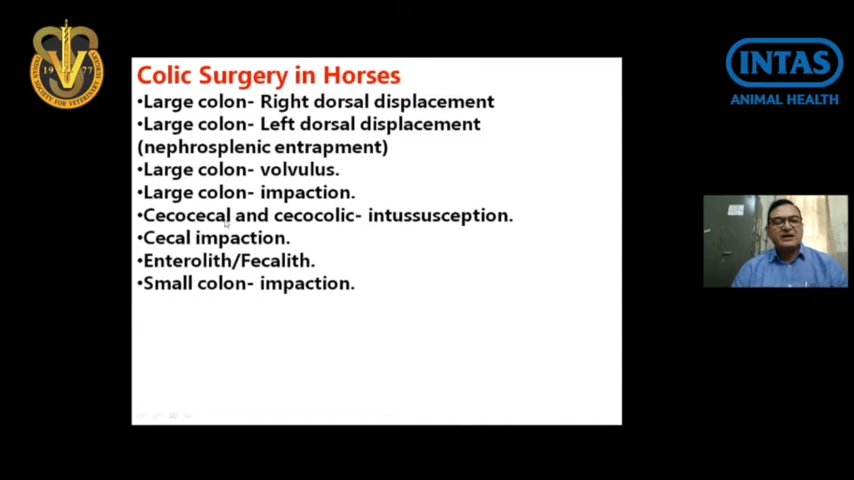 Colic Surgery in Horses
•Large colon- Right dorsal displacement
•Large colon- Left dorsal displacement
(nephrosplenic entrapment)
•Large colon- volvulus.
•Large colon- impaction.
•Cecocecal and cecocolic- intussusception.
•Cecal impaction.
•Enterolith/Fecalith.
•Small colon- impaction.
INTAS
ANIMAL HEALTH
1977